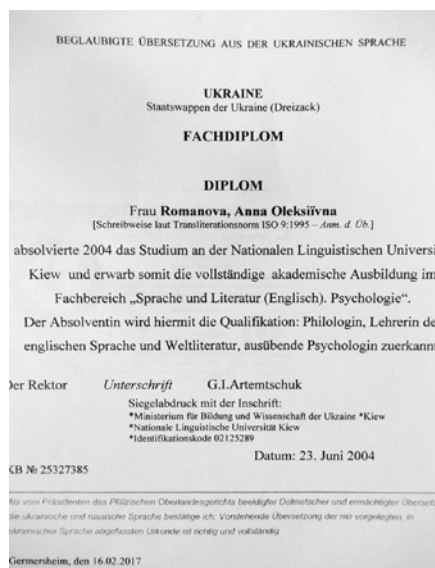 BEGLAUBIGTE ÜBERSETZUNG AUS DER UKRAINISCHEN SPRACHE
UKRAINE
Staatswappen der Ukraine (Dreizack)
FACHDIPLOM
DIPLOM
Frau Romanova, Anna Oleksiïvna
[Schreibweise laut Transliterationsnorm ISO 9:1995 – Anm. d. Üb.]
absolvierte 2004 das Studium an der Nationalen Linguistischen Universi
Kiew und erwarb somit die vollständige akademische Ausbildung im
Fachbereich „Sprache und Literatur (Englisch). Psychologie“.
Der Absolventin wird hiermit die Qualifikation: Philologin, Lehrerin de
englischen Sprache und Weltliteratur, ausübende Psychologin zuerkannt
Der Rektor Unterschrift G.I.Artemtschuk
Siegelabdruck mit der Inschrift:
*Ministerium für Bildung und Wissenschaft der Ukraine *Kiew
*Nationale Linguistische Universität Kiew
*Identifikationskode 02125289
Datum: 23. Juni 2004
KB № 25327385
Als vom Präsidenten des Pfälzischen Oberlandesgerichts beeidigter Dolmetscher und ermächtigter Übersetz
die ukrainische und russische Sprache bestätige ich: Vorstehende Übersetzung der mir vorgelegten, in
ukrainischer Sprache abgefassten Urkunde ist richtig und vollständig.
Germersheim, den 16.02.2017